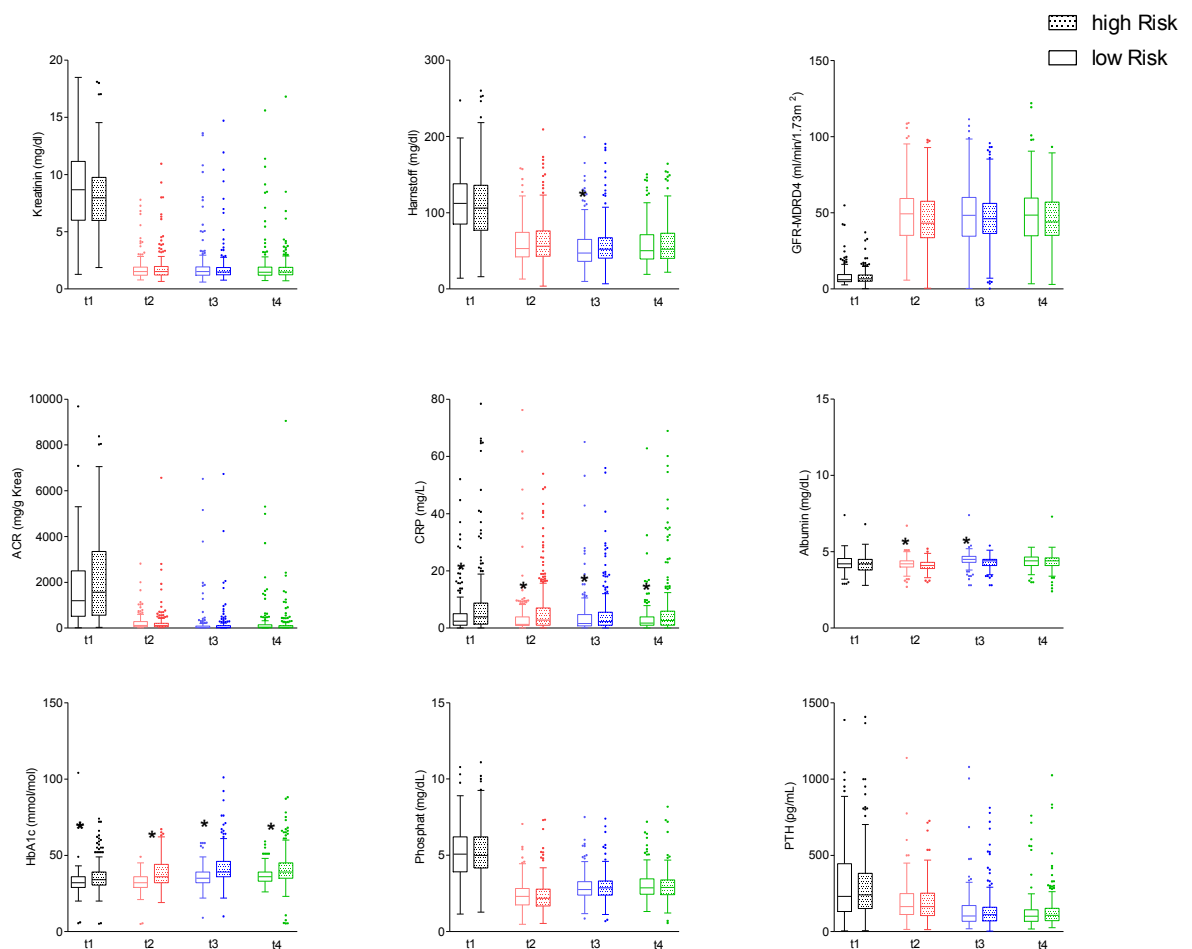 high Risk
low Risk
Kreatinin (mg/dl)
20
15
10
5
0
t1 t2 t3 t4
Harnstoff (mg/dl)
300
200
100
0
t1 t2 t3 t4
GFR-MDRD4 (ml/min/1.73m²)
150
100
50
0
t1 t2 t3 t4
ACR (mg/g Krea)
10000
8000
6000
4000
2000
0
t1 t2 t3 t4
CRP (mg/L)
80
60
40
20
0
* * * *
t1 t2 t3 t4
Albumin (mg/dL)
15
10
5
0
* *
t1 t2 t3 t4
HbA1c (mmol/mol)
150
100
50
0
* * * *
t1 t2 t3 t4
Phosphat (mg/dL)
15
10
5
0
t1 t2 t3 t4
PTH (pg/mL)
1500
1000
500
0
t1 t2 t3 t4